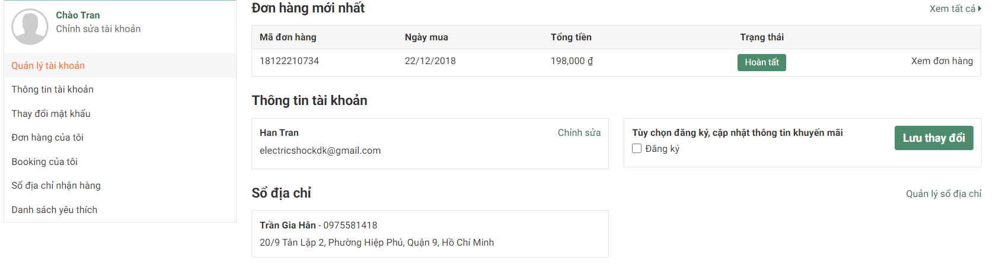 Chào Tran
Chỉnh sửa tài khoản
Quản lý tài khoản
Thông tin tài khoản
Thay đổi mật khẩu
Đơn hàng của tôi
Booking của tôi
Sổ địa chỉ nhận hàng
Danh sách yêu thích
Đơn hàng mới nhất
Xem tất cả
Mã đơn hàng Ngày mua Tổng tiền Trạng thái
18122210734 22/12/2018 198,000 ₫ Hoàn tất Xem đơn hàng
Thông tin tài khoản
Han Tran Chỉnh sửa
electricshockdk@gmail.com
Tùy chọn đăng ký, cập nhật thông tin khuyến mãi
Đăng ký
Lưu thay đổi
Sổ địa chỉ
Quản lý sổ địa chỉ
Trần Gia Hân - 0975581418
20/9 Tân Lập 2, Phường Hiệp Phú, Quận 9, Hồ Chí Minh